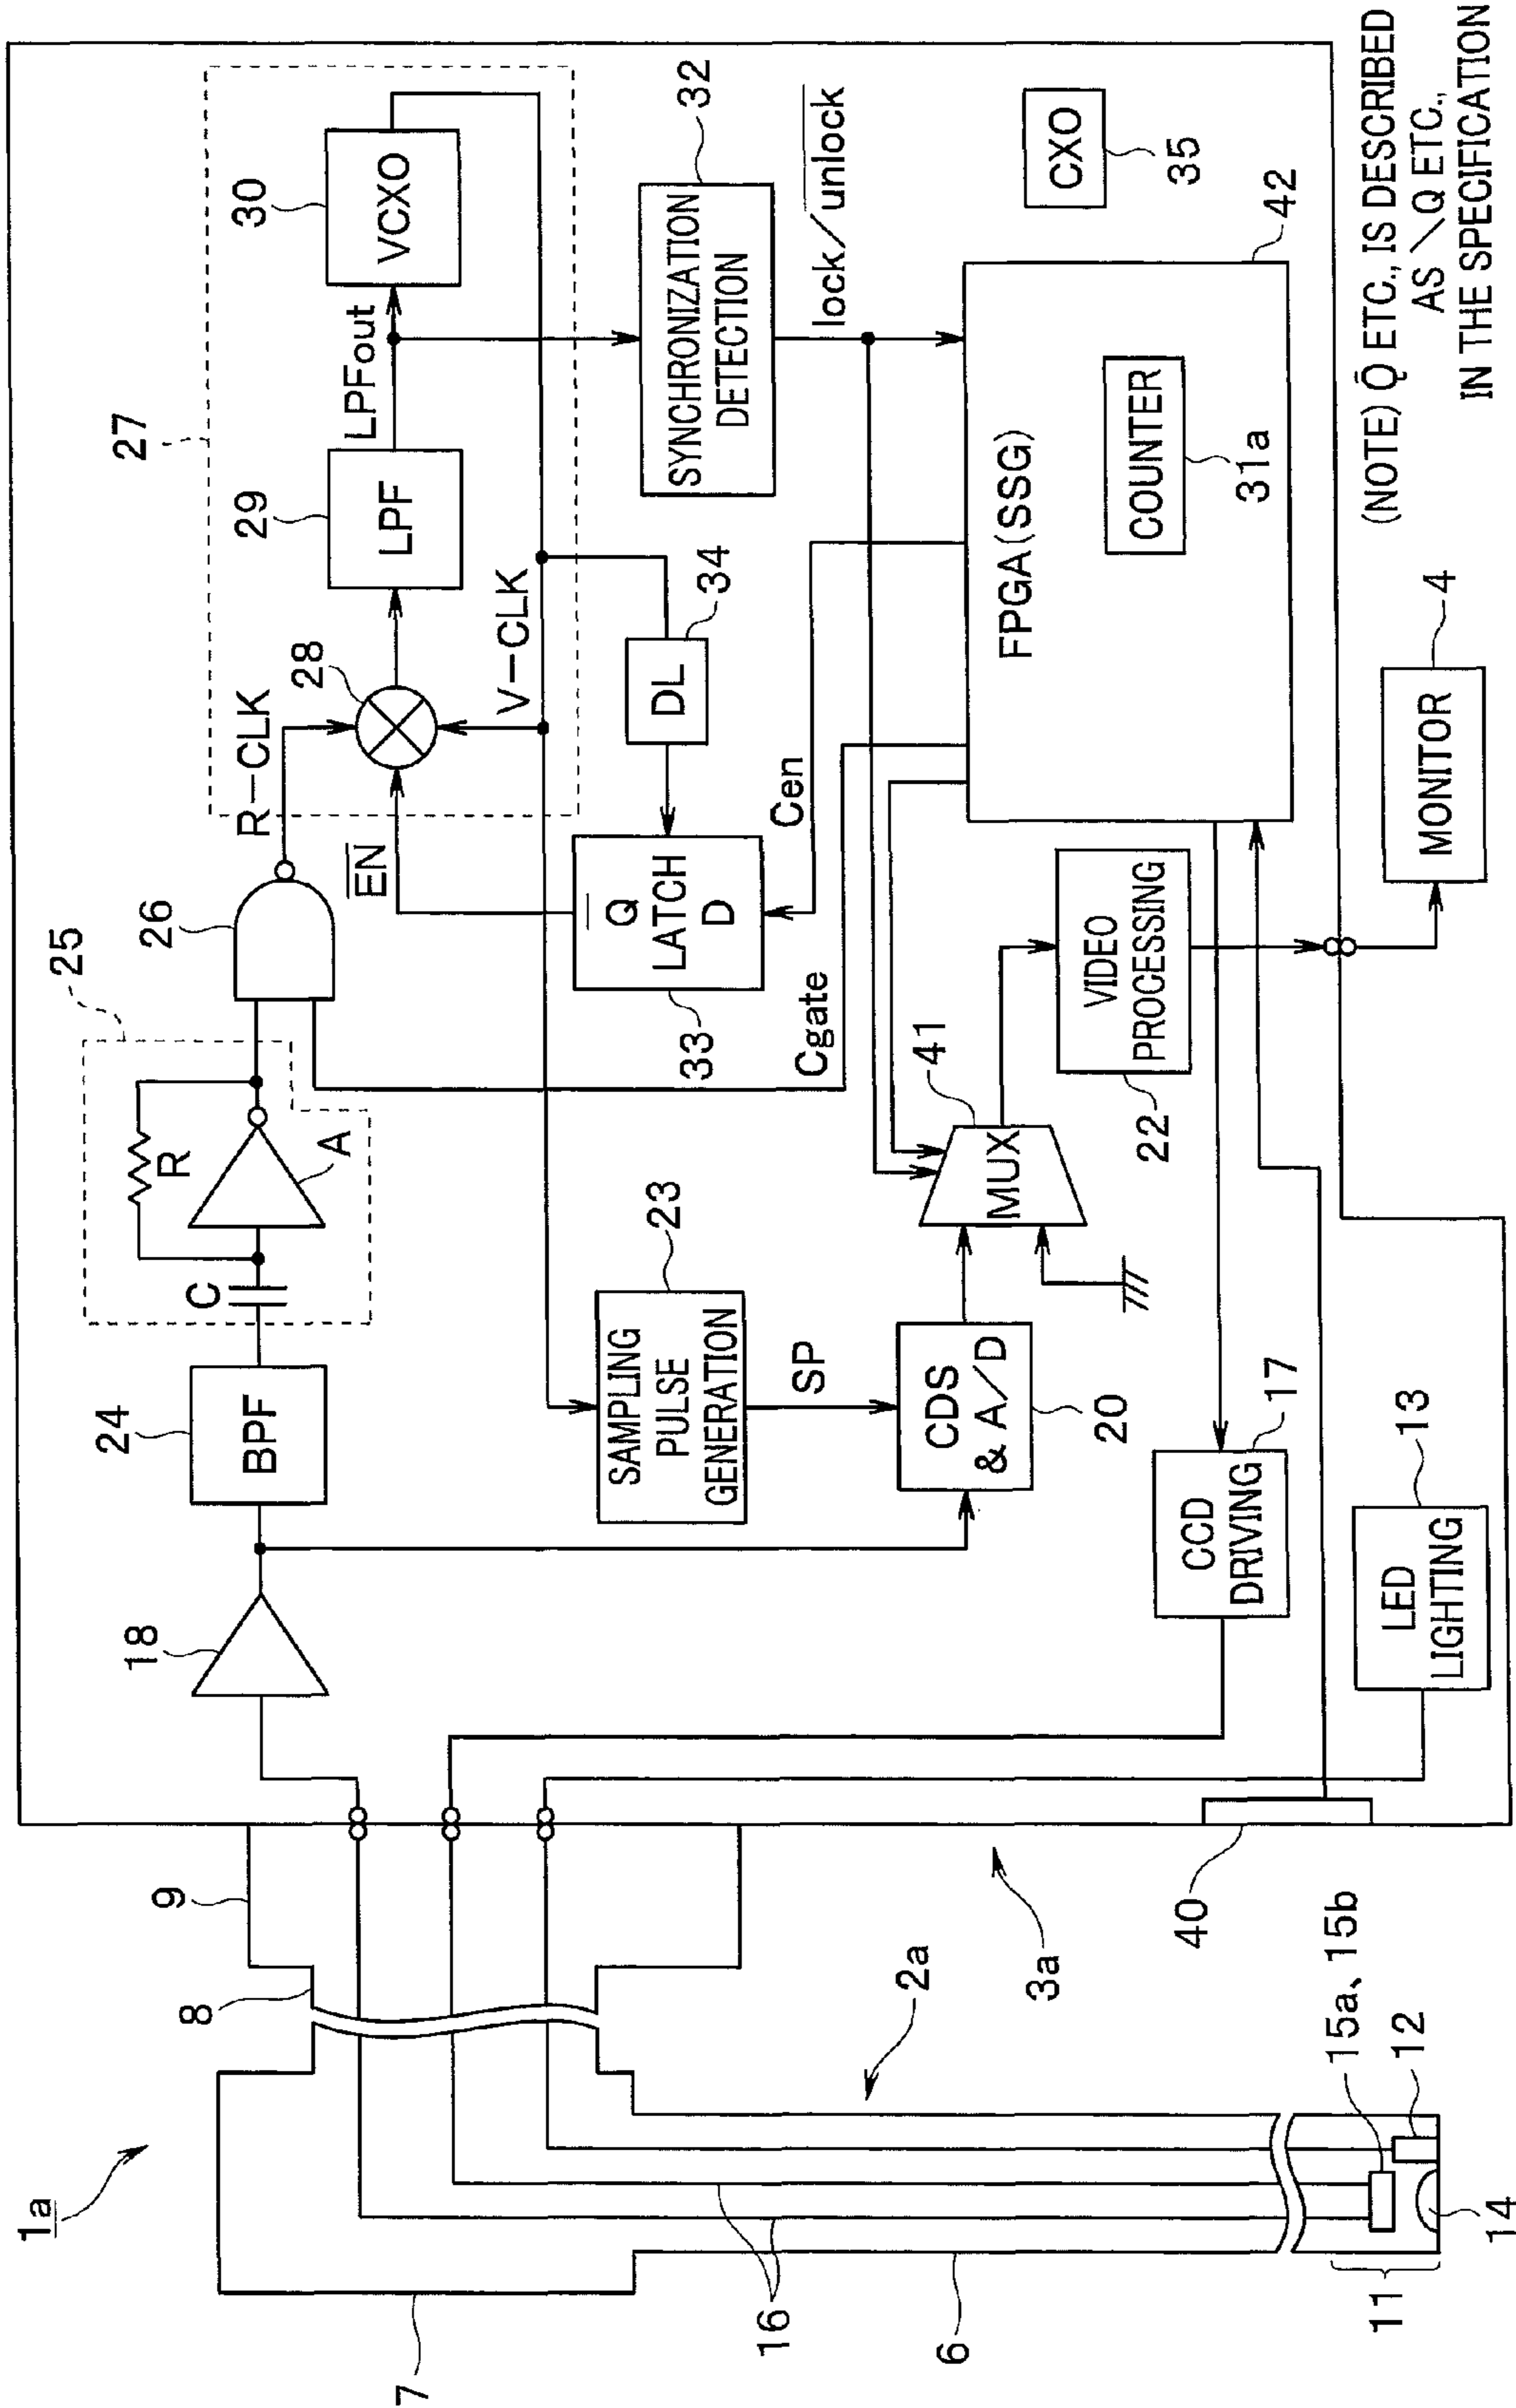 1a
7
8
9
6
16
11
14
12
15a、15b
2a
3a
40
18
24
BPF
25
C
R
A
26
R-CLK
27
28
29
LPF
LPFout
30
VCXO
V-CLK
E̅N̅
Q̅
LATCH
D
33
DL
34
SYNCHRONIZATION
DETECTION
32
lock/u̅n̅l̅o̅c̅k̅
Cen
Cgate
23
SAMPLING
PULSE
GENERATION
SP
CDS
& A/D
20
41
MUX
VIDEO
PROCESSING
22
FPGA(SSG)
COUNTER
31a
42
CXO
35
CCD
DRIVING
17
LED
LIGHTING
13
MONITOR
4
(NOTE) Q̅ ETC., IS DESCRIBED
AS \Q ETC.,
IN THE SPECIFICATION